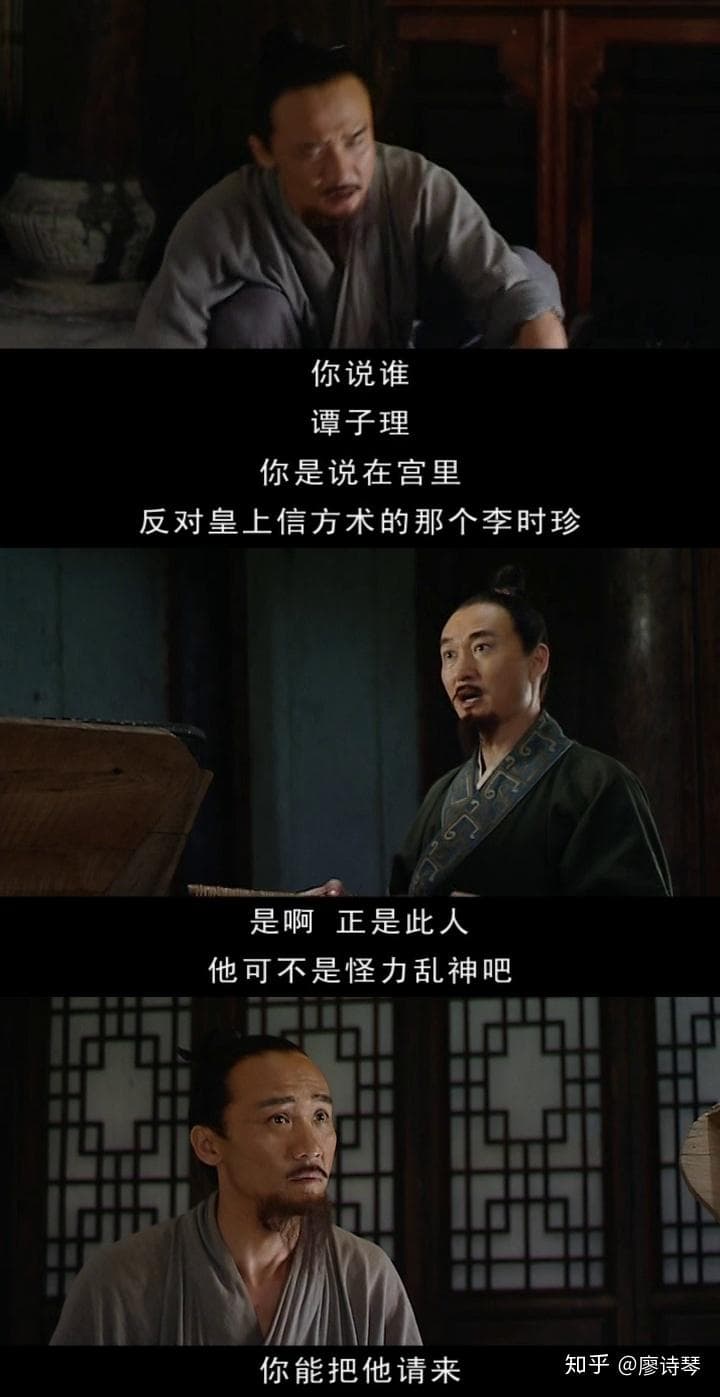 你说谁
谭子理
你是说在宫里
反对皇上信方术的那个李时珍
是啊 正是此人
他可不是怪力乱神吧
你能把他请来
知乎 @廖诗琴